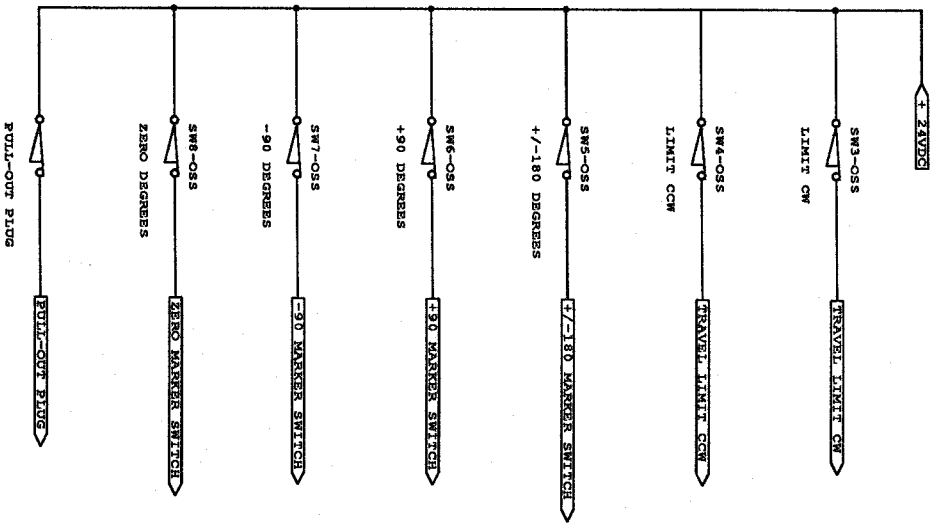 + 24VDC
SW3-OSS
LIMIT CW
TRAVEL LIMIT CW
SW4-OSS
LIMIT CCW
TRAVEL LIMIT CCW
SW5-OSS
+/-180 DEGREES
+/-180 MARKER SWITCH
SW6-OSS
+90 DEGREES
+90 MARKER SWITCH
SW7-OSS
-90 DEGREES
-90 MARKER SWITCH
SW8-OSS
ZERO DEGREES
ZERO MARKER SWITCH
PULL-OUT PLUG
PULL-OUT PLUG